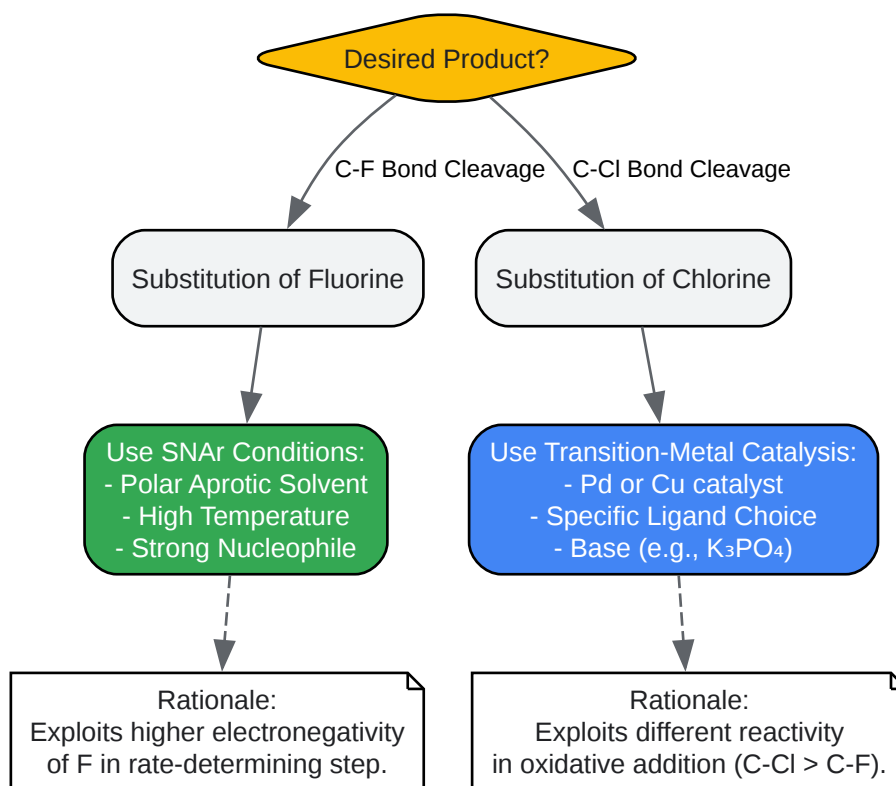 Desired Product?
C-F Bond Cleavage
C-Cl Bond Cleavage
Substitution of Fluorine
Substitution of Chlorine
Use SNAr Conditions:
- Polar Aprotic Solvent
- High Temperature
- Strong Nucleophile
Use Transition-Metal Catalysis:
- Pd or Cu catalyst
- Specific Ligand Choice
- Base (e.g., K₃PO₄)
Rationale:
Exploits higher electronegativity
of F in rate-determining step.
Rationale:
Exploits different reactivity
in oxidative addition (C-Cl > C-F).